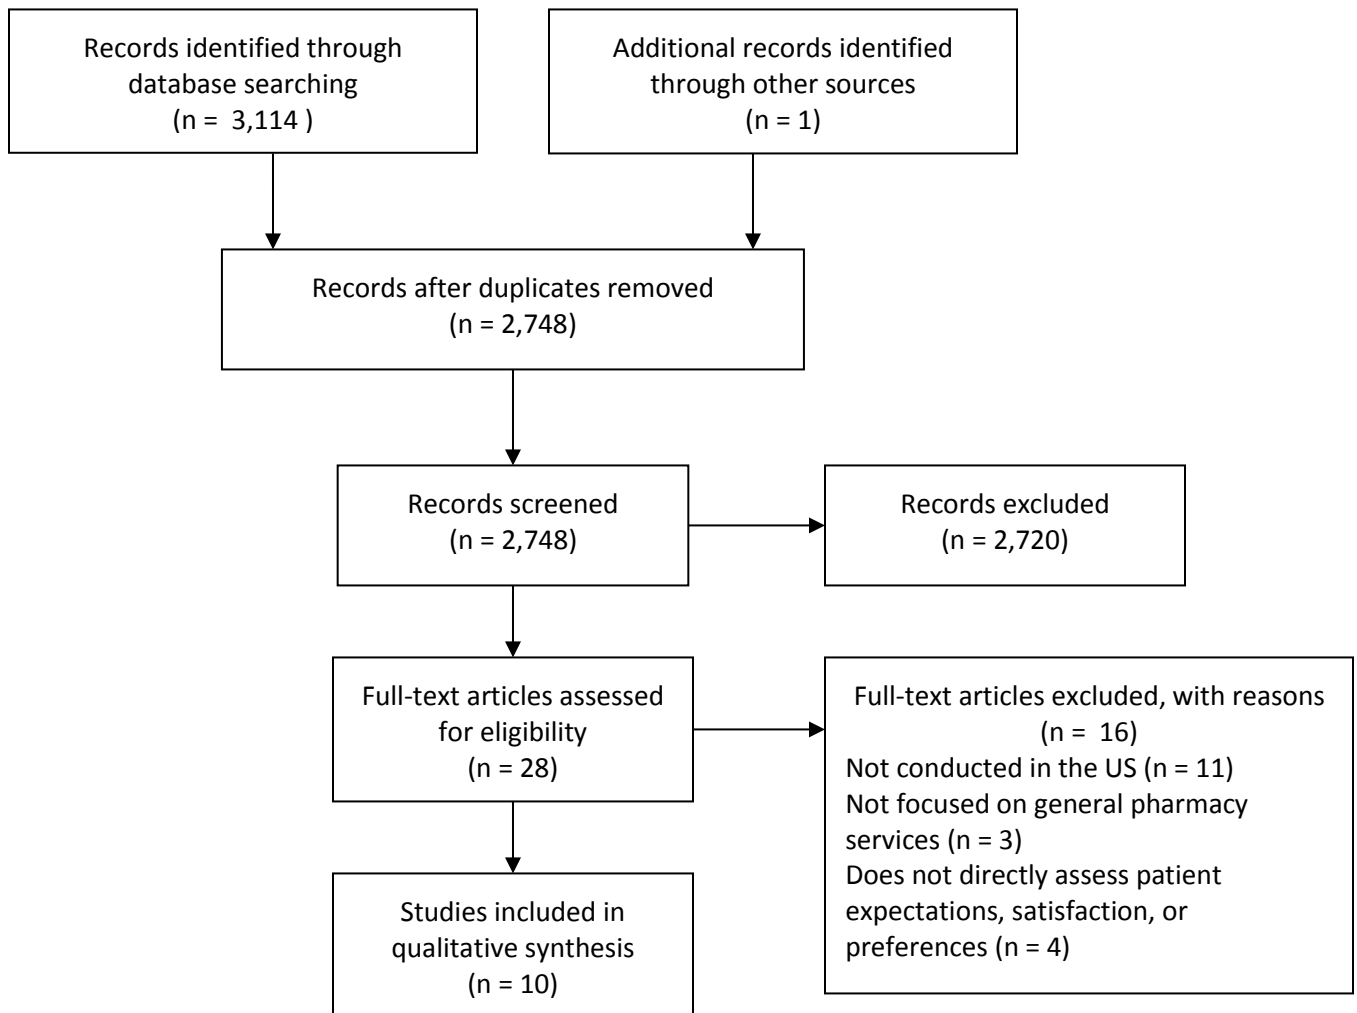 Records identified through
database searching
(n = 3,114 )
Additional records identified
through other sources
(n = 1)
Records after duplicates removed
(n = 2,748)
Records screened
(n = 2,748)
Records excluded
(n = 2,720)
Full-text articles assessed
for eligibility
(n = 28)
Full-text articles excluded, with reasons
(n = 16)
Not conducted in the US (n = 11)
Not focused on general pharmacy
services (n = 3)
Does not directly assess patient
expectations, satisfaction, or
preferences (n = 4)
Studies included in
qualitative synthesis
(n = 10)